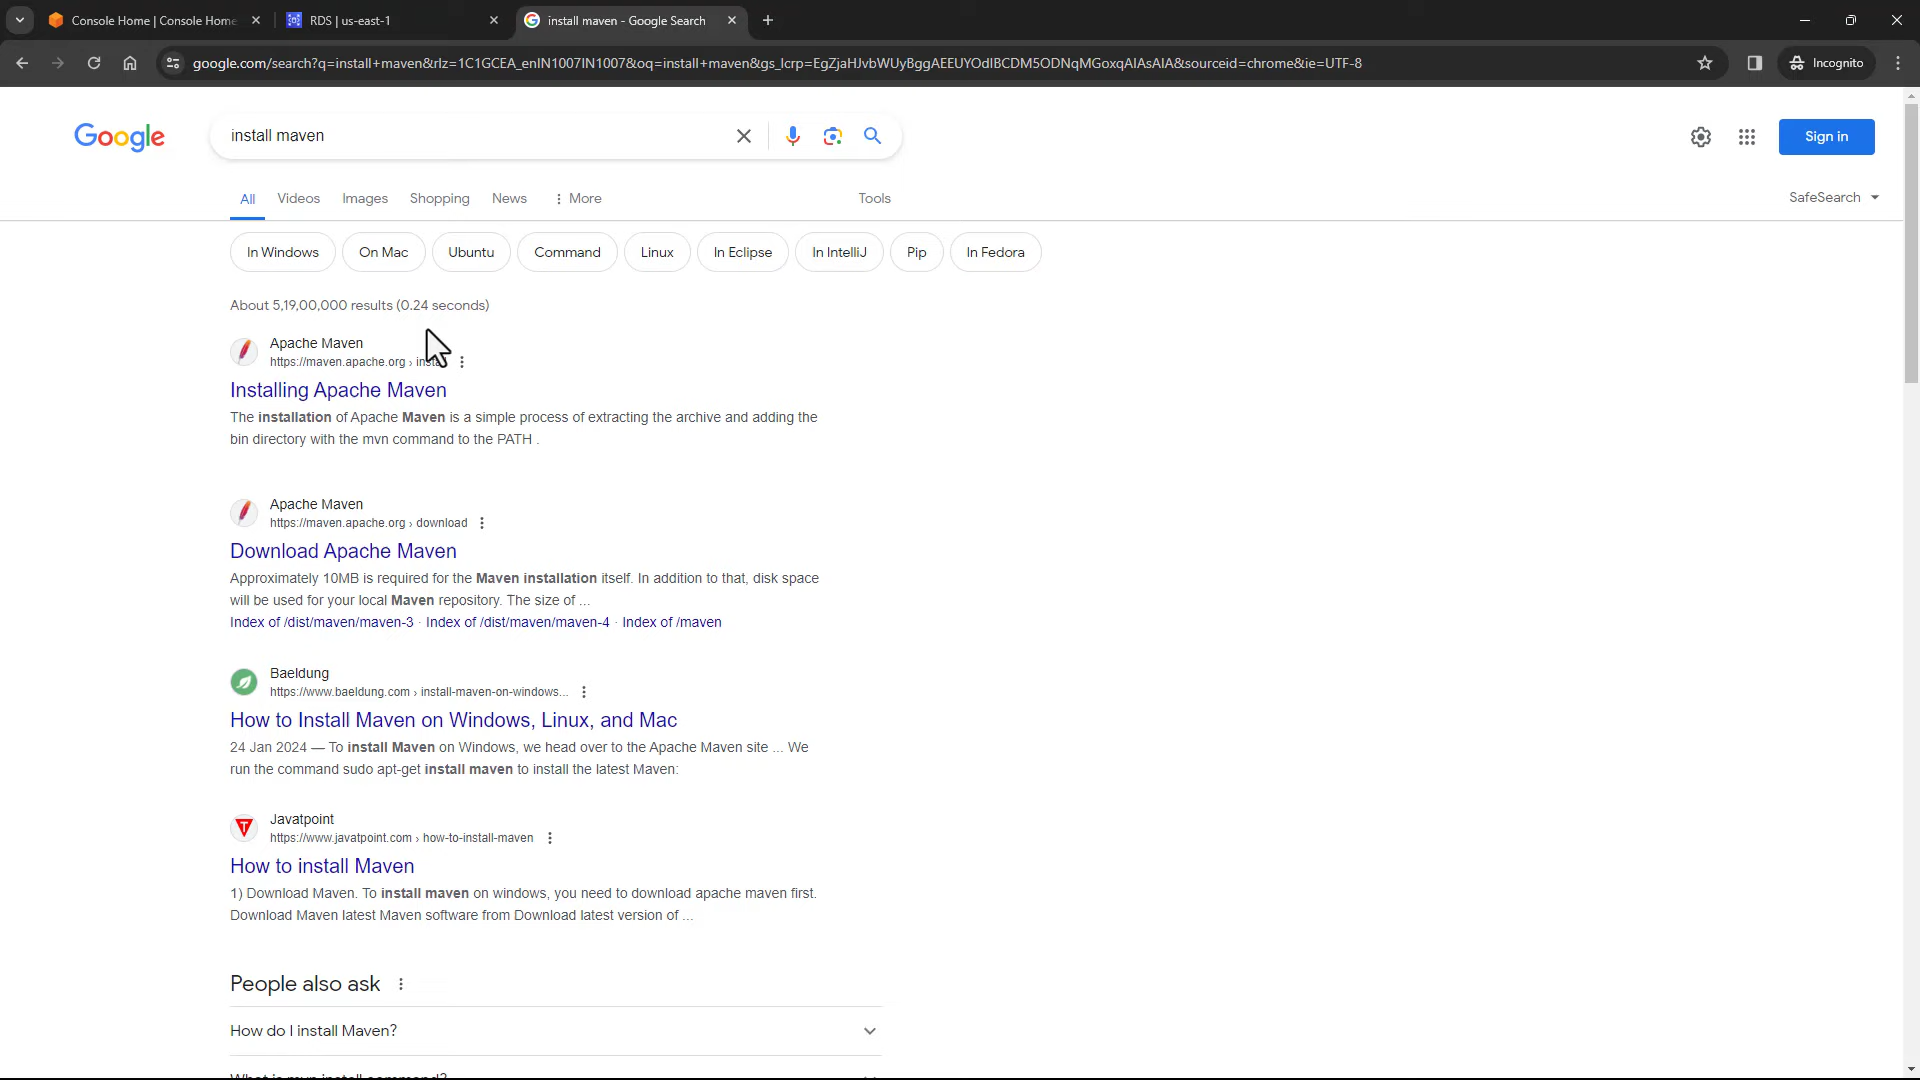 Console Home | Console Home
RDS | us-east-1
install maven - Google Search
google.com/search?q=install+maven&rlz=1C1GCEA_enIN1007IN1007&oq=install+maven&gs_lcrp=EgZjaHJvbWUyBggAEEUYOdIBCDM5ODNqMGoxqAIAsAIA&sourceid=chrome&ie=UTF-8
Incognito
Google
install maven
Sign in
All
Videos
Images
Shopping
News
More
Tools
SafeSearch
In Windows
On Mac
Ubuntu
Command
Linux
In Eclipse
In IntelliJ
Pip
In Fedora
About 5,19,00,000 results (0.24 seconds)
Apache Maven
https://maven.apache.org ›
Installing Apache Maven
The installation of Apache Maven is a simple process of extracting the archive and adding the
bin directory with the mvn command to the PATH .
Apache Maven
https://maven.apache.org › download
Download Apache Maven
Approximately 10MB is required for the Maven installation itself. In addition to that, disk space
will be used for your local Maven repository. The size of ...
Index of /dist/maven/maven-3 · Index of /dist/maven/maven-4 · Index of /maven
Baeldung
https://www.baeldung.com › install-maven-on-windows...
How to Install Maven on Windows, Linux, and Mac
24 Jan 2024 — To install Maven on Windows, we head over to the Apache Maven site ... We
run the command sudo apt-get install maven to install the latest Maven:
Javatpoint
https://www.javatpoint.com › how-to-install-maven
How to install Maven
1) Download Maven. To install maven on windows, you need to download apache maven first.
Download Maven latest Maven software from Download latest version of ...
People also ask
How do I install Maven?